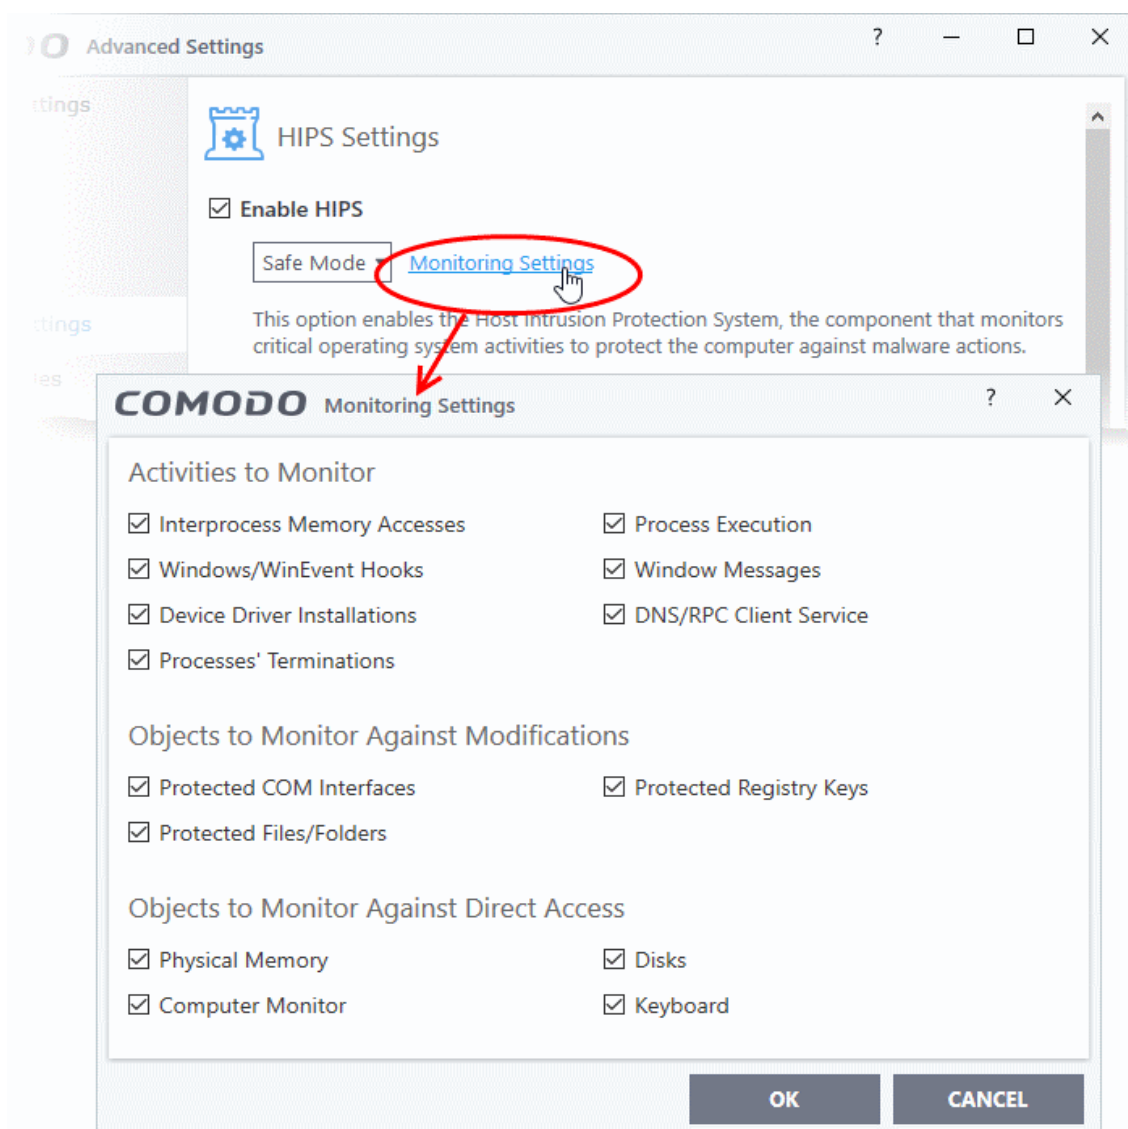 Advanced Settings
?
HIPS Settings
Enable HIPS
Safe Mode Monitoring Settings
This option enables the Host Intrusion Protection System, the component that monitors
critical operating system activities to protect the computer against malware actions.
COMODO Monitoring Settings ?
Activities to Monitor
Interprocess Memory Accesses Process Execution
Windows/WinEvent Hooks Window Messages
Device Driver Installations DNS/RPC Client Service
Processes' Terminations
Objects to Monitor Against Modifications
Protected COM Interfaces Protected Registry Keys
Protected Files/Folders
Objects to Monitor Against Direct Access
Physical Memory Disks
Computer Monitor Keyboard
OK CANCEL